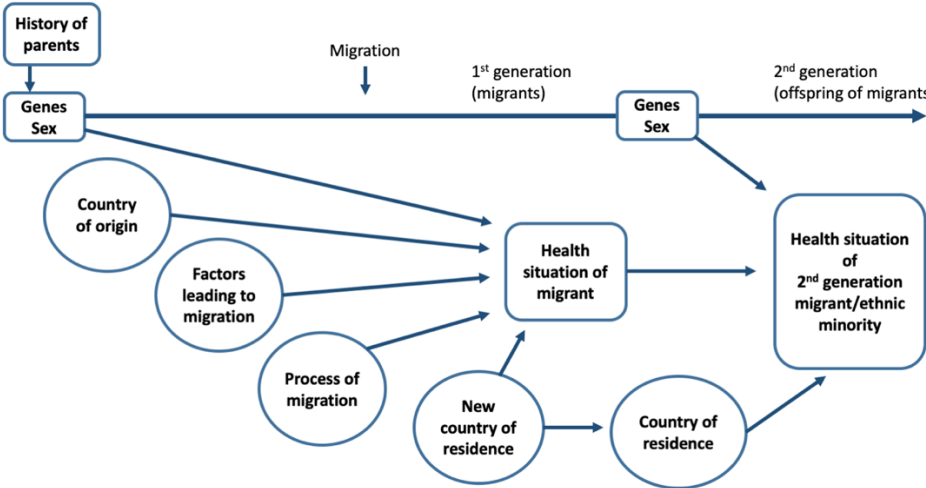 History of
parents
Migration
1st generation
(migrants)
2nd generation
(offspring of migrants
Genes
Sex
Genes
Sex
Country
of origin
Factors
leading to
migration
Process of
migration
Health
situation of
migrant
Health situation
of
2nd generation
migrant/ethnic
minority
New
country of
residence
Country of
residence